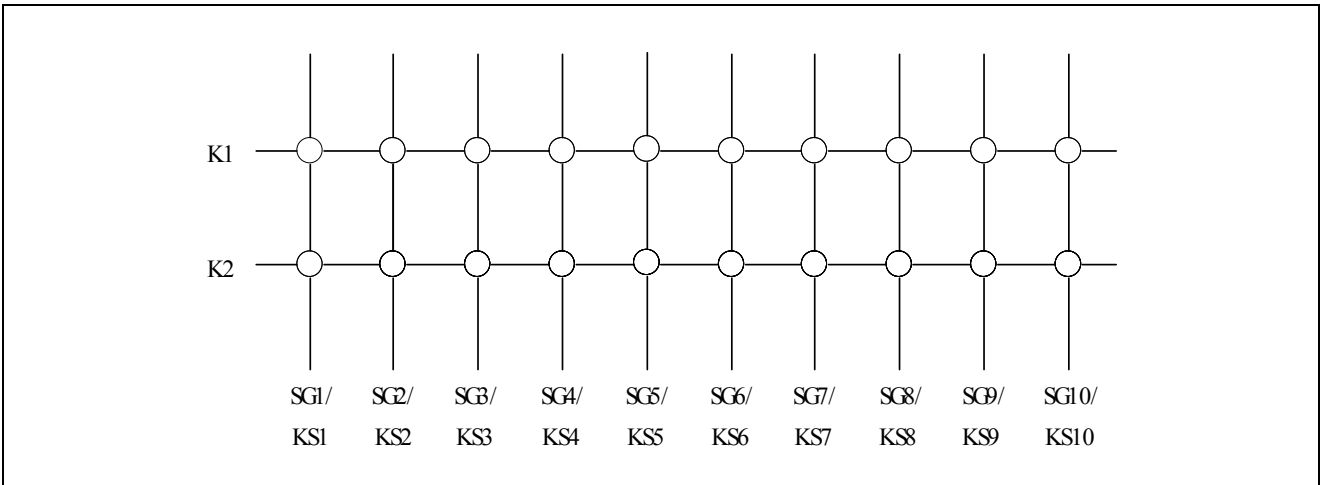 K1
K2
SG1/ SG2/ SG3/ SG4/ SG5/ SG6/ SG7/ SG8/ SG9/ SG10/
KS1 KS2 KS3 KS4 KS5 KS6 KS7 KS8 KS9 KS10